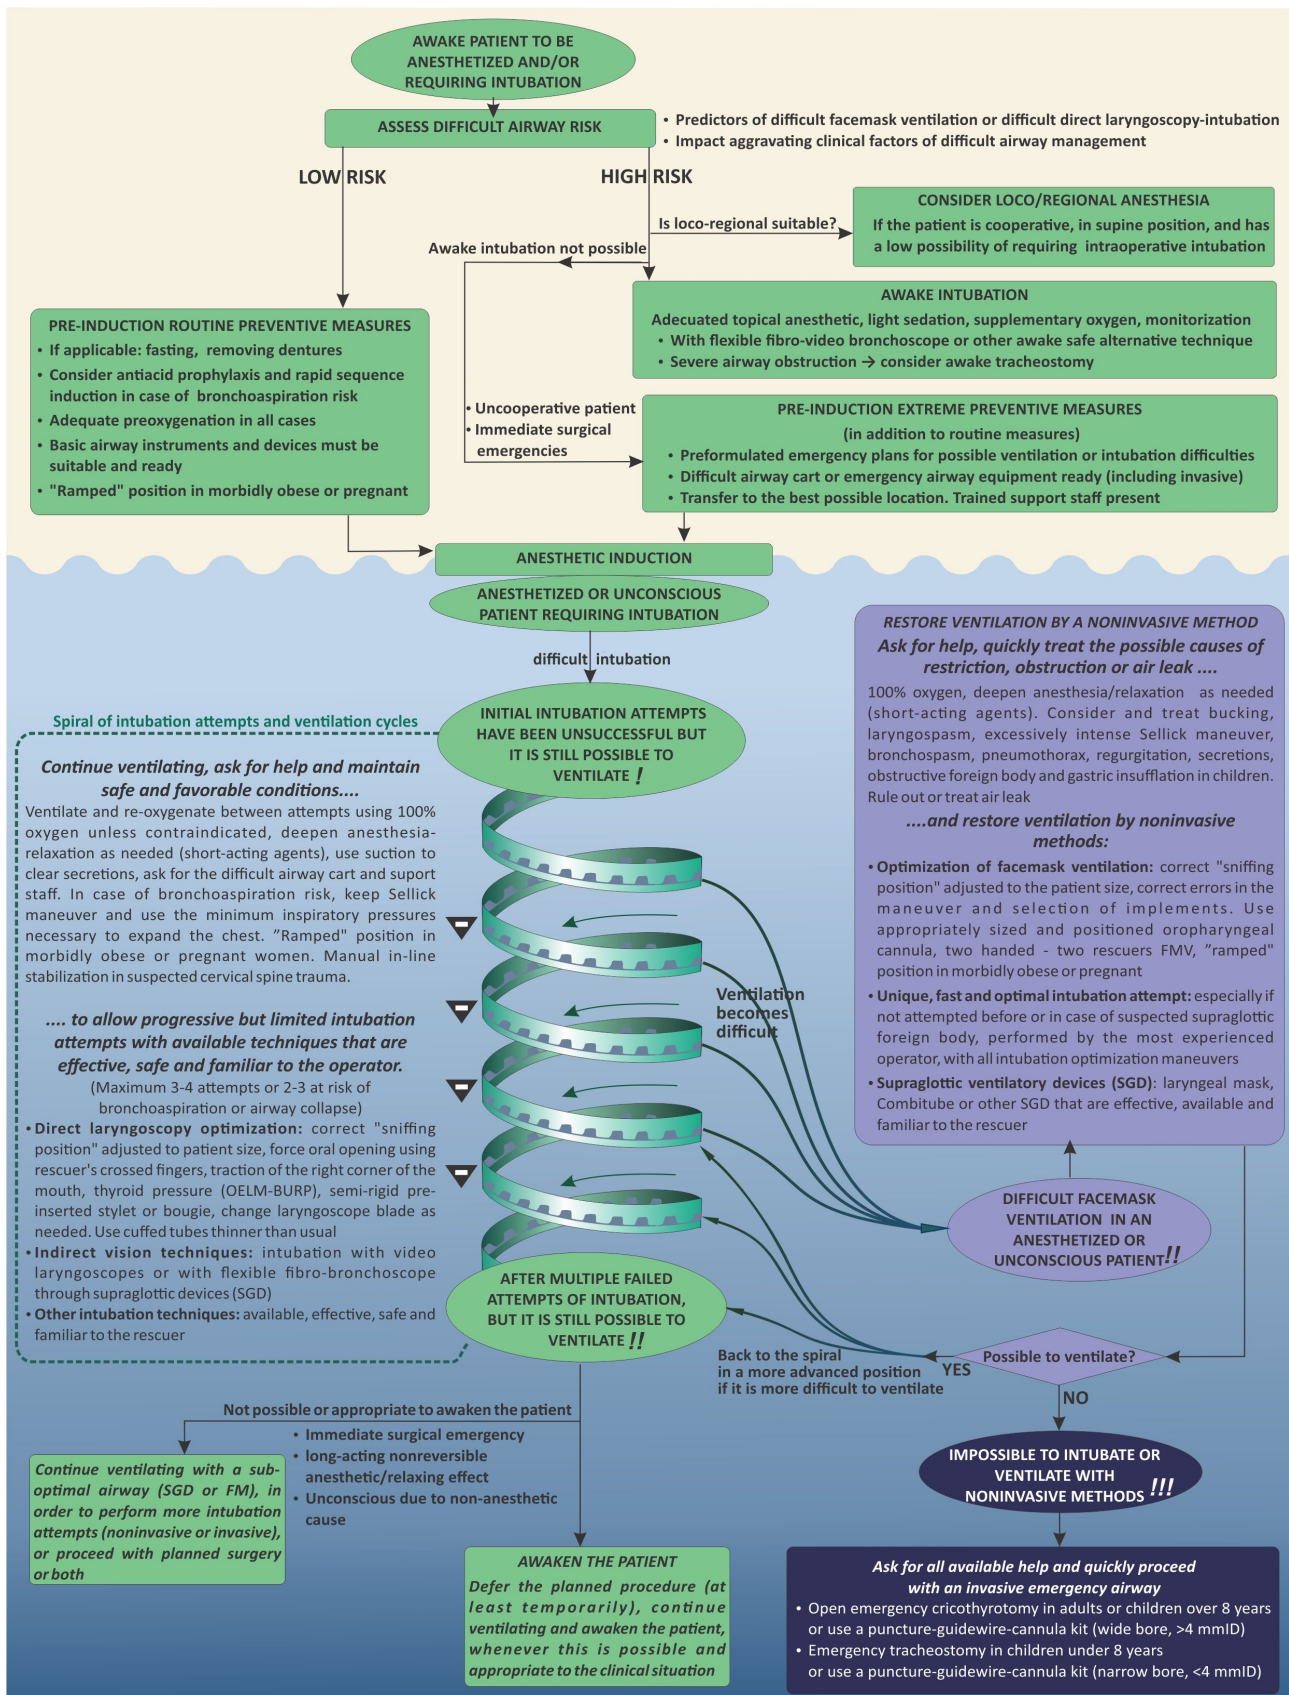 AWAKE PATIENT TO BE
ANESTHETIZED AND/OR
REQUIRING INTUBATION
ASSESS DIFFICULT AIRWAY RISK
• Predictors of difficult facemask ventilation or difficult direct laryngoscopy-intubation
• Impact aggravating clinical factors of difficult airway management
LOW RISK
HIGH RISK
Is loco-regional suitable?
CONSIDER LOCO/REGIONAL ANESTHESIA
If the patient is cooperative, in supine position, and has
a low possibility of requiring intraoperative intubation
Awake intubation not possible
AWAKE INTUBATION
Adecuated topical anesthetic, light sedation, supplementary oxygen, monitorization
• With flexible fibro-video bronchoscope or other awake safe alternative technique
• Severe airway obstruction → consider awake tracheostomy
PRE-INDUCTION ROUTINE PREVENTIVE MEASURES
• If applicable: fasting, removing dentures
• Consider antiacid prophylaxis and rapid sequence
induction in case of bronchoaspiration risk
• Adequate preoxygenation in all cases
• Basic airway instruments and devices must be
suitable and ready
• "Ramped" position in morbidly obese or pregnant
• Uncooperative patient
• Immediate surgical
emergencies
PRE-INDUCTION EXTREME PREVENTIVE MEASURES
(in addition to routine measures)
• Preformulated emergency plans for possible ventilation or intubation difficulties
• Difficult airway cart or emergency airway equipment ready (including invasive)
• Transfer to the best possible location. Trained support staff present
ANESTHETIC INDUCTION
ANESTHETIZED OR UNCONSCIOUS
PATIENT REQUIRING INTUBATION
difficult intubation
INITIAL INTUBATION ATTEMPTS
HAVE BEEN UNSUCCESSFUL BUT
IT IS STILL POSSIBLE TO
VENTILATE !
Spiral of intubation attempts and ventilation cycles
Continue ventilating, ask for help and maintain
safe and favorable conditions....
Ventilate and re-oxygenate between attempts using 100%
oxygen unless contraindicated, deepen anesthesia-
relaxation as needed (short-acting agents), use suction to
clear secretions, ask for the difficult airway cart and suport
staff. In case of bronchoaspiration risk, keep Sellick
maneuver and use the minimum inspiratory pressures
necessary to expand the chest. ”Ramped" position in
morbidly obese or pregnant women. Manual in-line
stabilization in suspected cervical spine trauma.
.... to allow progressive but limited intubation
attempts with available techniques that are
effective, safe and familiar to the operator.
(Maximum 3-4 attempts or 2-3 at risk of
bronchoaspiration or airway collapse)
• Direct laryngoscopy optimization: correct "sniffing
position" adjusted to patient size, force oral opening using
rescuer's crossed fingers, traction of the right corner of the
mouth, thyroid pressure (OELM-BURP), semi-rigid pre-
inserted stylet or bougie, change laryngoscope blade as
needed. Use cuffed tubes thinner than usual
• Indirect vision techniques: intubation with video
laryngoscopes or with flexible fibro-bronchoscope
through supraglottic devices (SGD)
• Other intubation techniques: available, effective, safe and
familiar to the rescuer
Ventilation
becomes
difficult
RESTORE VENTILATION BY A NONINVASIVE METHOD
Ask for help, quickly treat the possible causes of
restriction, obstruction or air leak ....
100% oxygen, deepen anesthesia/relaxation as needed
(short-acting agents). Consider and treat bucking,
laryngospasm, excessively intense Sellick maneuver,
bronchospasm, pneumothorax, regurgitation, secretions,
obstructive foreign body and gastric insufflation in children.
Rule out or treat air leak
....and restore ventilation by noninvasive
methods:
• Optimization of facemask ventilation: correct "sniffing
position" adjusted to the patient size, correct errors in the
maneuver and selection of implements. Use
appropriately sized and positioned oropharyngeal
cannula, two handed - two rescuers FMV, ”ramped"
position in morbidly obese or pregnant
• Unique, fast and optimal intubation attempt: especially if
not attempted before or in case of suspected supraglottic
foreign body, performed by the most experienced
operator, with all intubation optimization maneuvers
• Supraglottic ventilatory devices (SGD): laryngeal mask,
Combitube or other SGD that are effective, available and
familiar to the rescuer
DIFFICULT FACEMASK
VENTILATION IN AN
ANESTHETIZED OR
UNCONSCIOUS PATIENT!!
AFTER MULTIPLE FAILED
ATTEMPTS OF INTUBATION,
BUT IT IS STILL POSSIBLE TO
VENTILATE !!
Possible to ventilate?
YES
Back to the spiral
in a more advanced position
if it is more difficult to ventilate
NO
IMPOSSIBLE TO INTUBATE OR
VENTILATE WITH
NONINVASIVE METHODS !!!
Not possible or appropriate to awaken the patient
• Immediate surgical emergency
• long-acting nonreversible
anesthetic/relaxing effect
• Unconscious due to non-anesthetic
cause
Continue ventilating with a sub-
optimal airway (SGD or FM), in
order to perform more intubation
attempts (noninvasive or invasive),
or proceed with planned surgery
or both
AWAKEN THE PATIENT
Defer the planned procedure (at
least temporarily), continue
ventilating and awaken the patient,
whenever this is possible and
appropriate to the clinical situation
Ask for all available help and quickly proceed
with an invasive emergency airway
• Open emergency cricothyrotomy in adults or children over 8 years
or use a puncture-guidewire-cannula kit (wide bore, >4 mmID)
• Emergency tracheostomy in children under 8 years
or use a puncture-guidewire-cannula kit (narrow bore, <4 mmID)